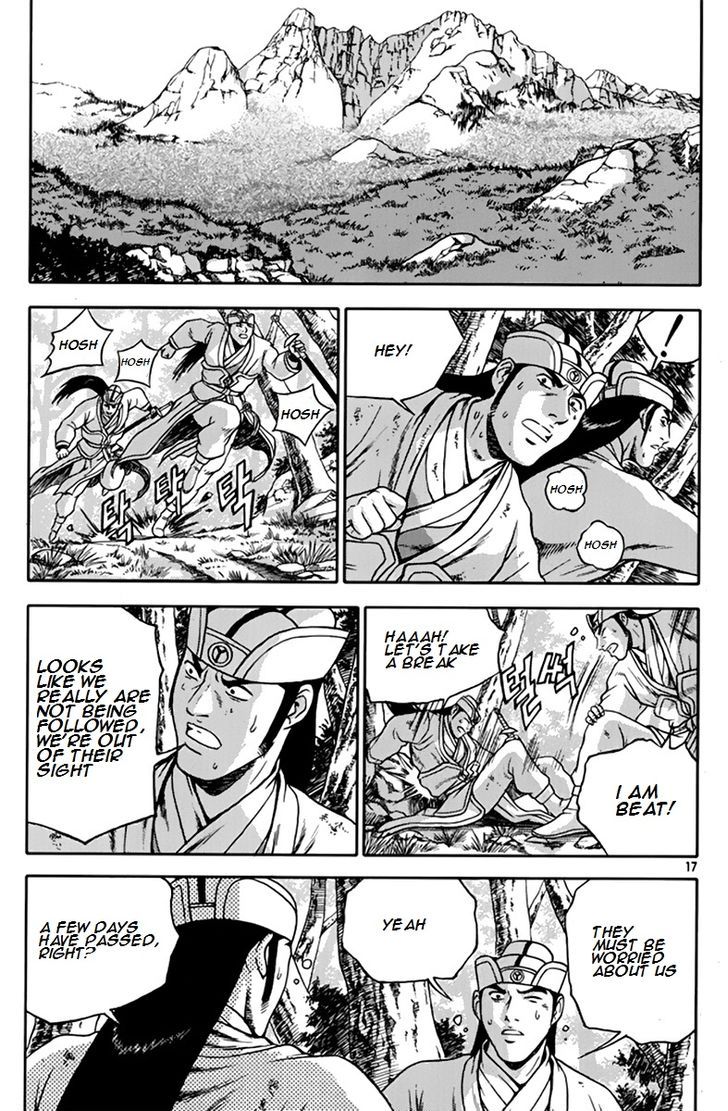 HOSH
HOSH
HOSH
탁
탁
탁
HEY!
!
HOSH
HOSH
LOOKS
LIKE WE
REALLY ARE
NOT BEING
FOLLOWED,
WE'RE OUT
OF THEIR
SIGHT
HAAAH!
LET'S TAKE
A BREAK
털썩
I AM
BEAT!
17
A FEW DAYS
HAVE PASSED,
RIGHT?
YEAH
THEY
MUST BE
WORRIED
ABOUT US